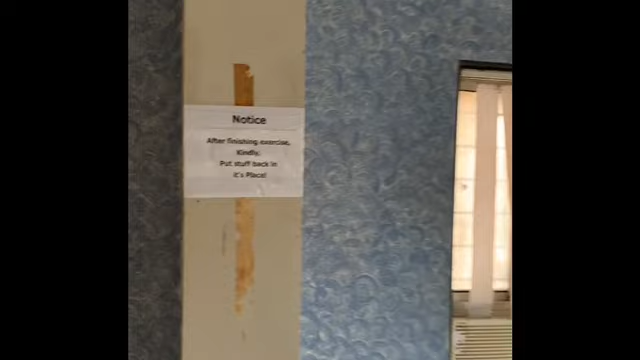 Notice
After finishing exercise,
Kindly,
Put stuff back in
it's Place!